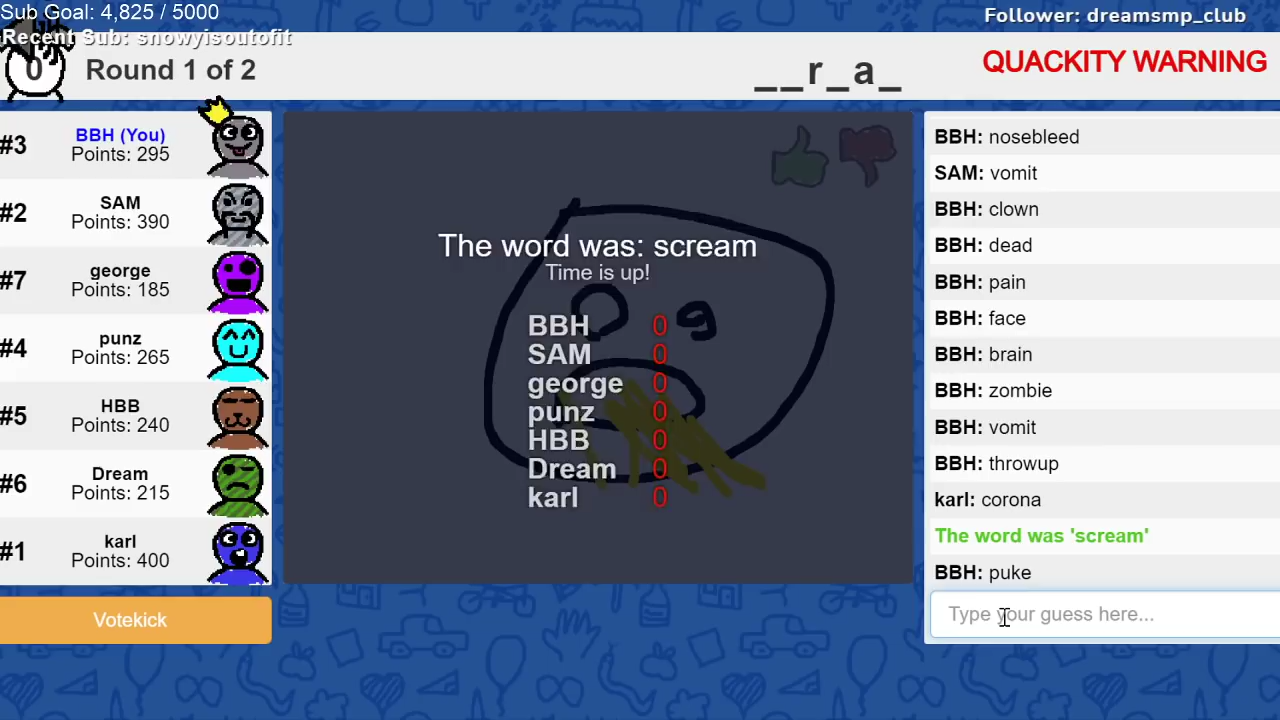 Sub Goal: 4,825 / 5000
Follower: dreamsmp_club
Recent Sub: snowyisoutofit
0
Round 1 of 2
__r_a_
QUACKITY WARNING
#3
BBH (You)
Points: 295
#2
SAM
Points: 390
#7
george
Points: 185
#4
punz
Points: 265
#5
HBB
Points: 240
#6
Dream
Points: 215
#1
karl
Points: 400
Votekick
The word was: scream
Time is up!
BBH 0
SAM 0
george 0
punz 0
HBB 0
Dream 0
karl 0
BBH: nosebleed
SAM: vomit
BBH: clown
BBH: dead
BBH: pain
BBH: face
BBH: brain
BBH: zombie
BBH: vomit
BBH: throwup
karl: corona
The word was 'scream'
BBH: puke
Type your guess here...